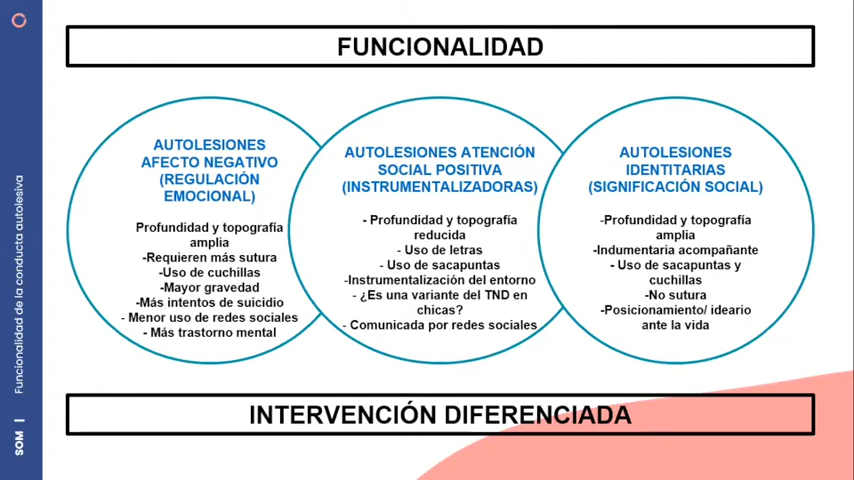 FUNCIONALIDAD
AUTOLESIONES
AFECTO NEGATIVO
(REGULACIÓN
EMOCIONAL)
Profundidad y topografía
amplia
-Requieren más sutura
-Uso de cuchillas
-Mayor gravedad
-Más intentos de suicidio
- Menor uso de redes sociales
- Más trastorno mental
AUTOLESIONES ATENCIÓN
SOCIAL POSITIVA
(INSTRUMENTALIZADORAS)
- Profundidad y topografía
reducida
- Uso de letras
- Uso de sacapuntas
-Instrumentalización del entorno
- ¿Es una variante del TND en
chicas?
- Comunicada por redes sociales
AUTOLESIONES
IDENTITARIAS
(SIGNIFICACIÓN SOCIAL)
-Profundidad y topografía
amplia
-Indumentaria acompañante
- Uso de sacapuntas y
cuchillas
-No sutura
-Posicionamiento/ ideario
ante la vida
INTERVENCIÓN DIFERENCIADA
SOM | Funcionalidad de la conducta autolesiva